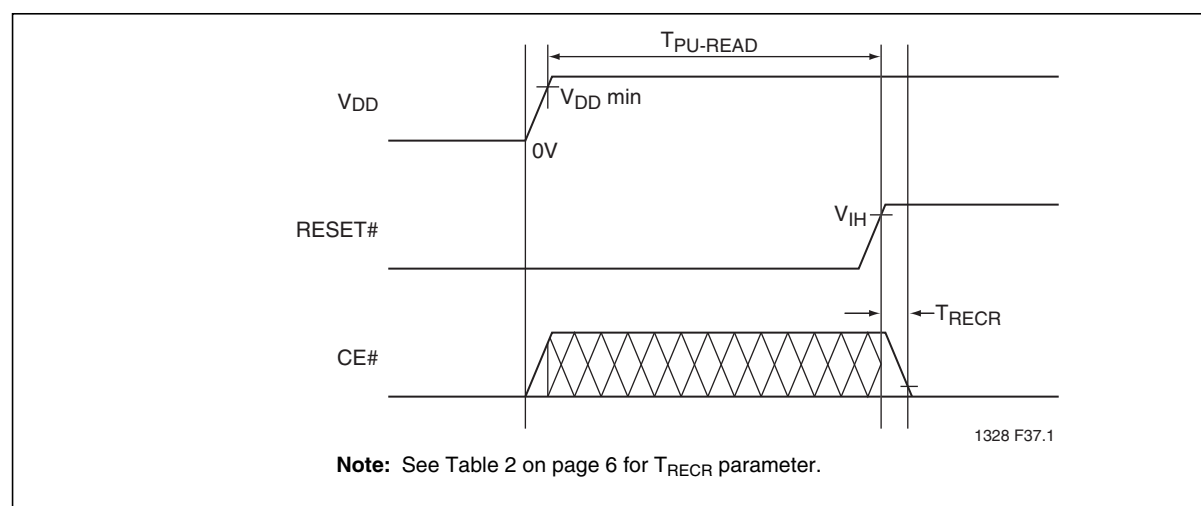 TPU-READ
VDD
VDD min
0V
VIH
RESET#
TRECR
CE#
1328 F37.1
Note: See Table 2 on page 6 for TRECR parameter.